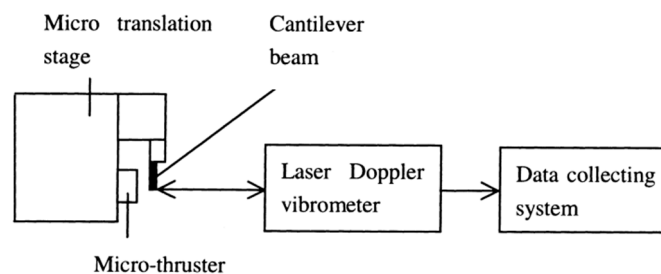 Micro translation
stage
Cantilever
beam
Laser Doppler
vibrometer
Data collecting
system
Micro-thruster